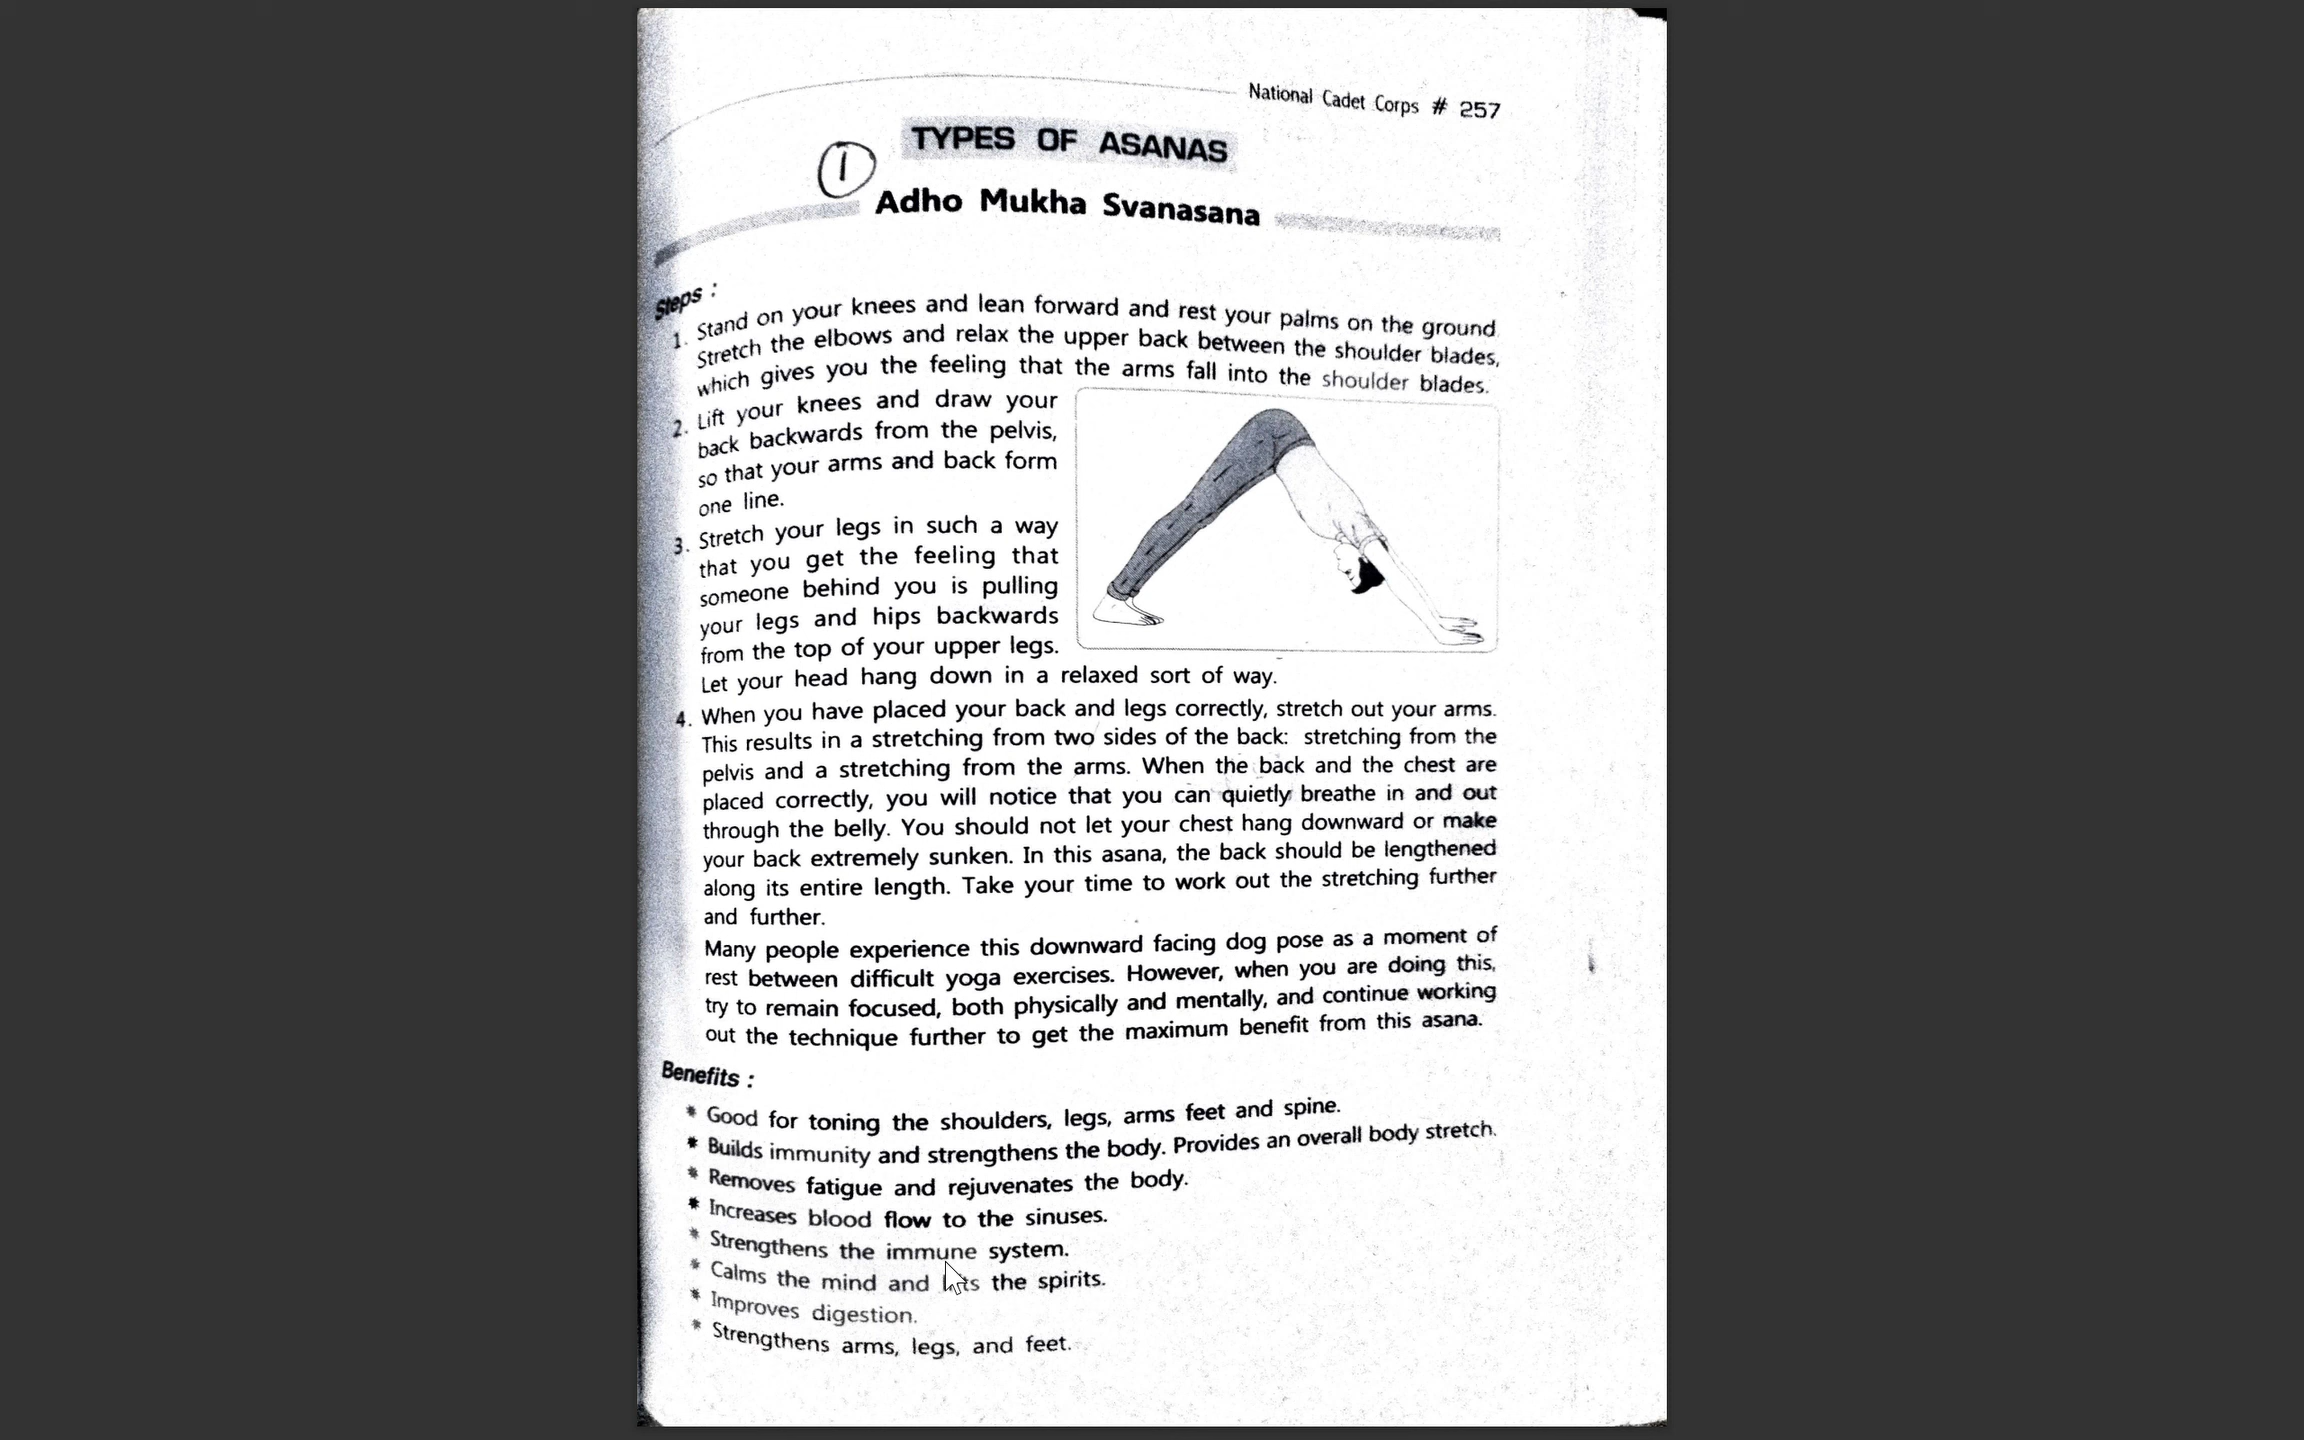 National Cadet Corps # 257
TYPES OF ASANAS
1
Adho Mukha Svanasana
Steps :
1. Stand on your knees and lean forward and rest your palms on the ground
Stretch the elbows and relax the upper back between the shoulder blades,
which gives you the feeling that the arms fall into the shoulder blades.
2. Lift your knees and draw your
back backwards from the pelvis,
so that your arms and back form
one line.
3. Stretch your legs in such a way
that you get the feeling that
someone behind you is pulling
your legs and hips backwards
from the top of your upper legs.
Let your head hang down in a relaxed sort of way.
4. When you have placed your back and legs correctly, stretch out your arms.
This results in a stretching from two sides of the back: stretching from the
pelvis and a stretching from the arms. When the back and the chest are
placed correctly, you will notice that you can quietly breathe in and out
through the belly. You should not let your chest hang downward or make
your back extremely sunken. In this asana, the back should be lengthened
along its entire length. Take your time to work out the stretching further
and further.
Many people experience this downward facing dog pose as a moment of
rest between difficult yoga exercises. However, when you are doing this,
try to remain focused, both physically and mentally, and continue working
out the technique further to get the maximum benefit from this asana.
Benefits :
* Good for toning the shoulders, legs, arms feet and spine.
* Builds immunity and strengthens the body. Provides an overall body stretch.
* Removes fatigue and rejuvenates the body.
* Increases blood flow to the sinuses.
* Strengthens the immune system.
* Calms the mind and the spirits.
* Improves digestion.
* Strengthens arms, legs, and feet.